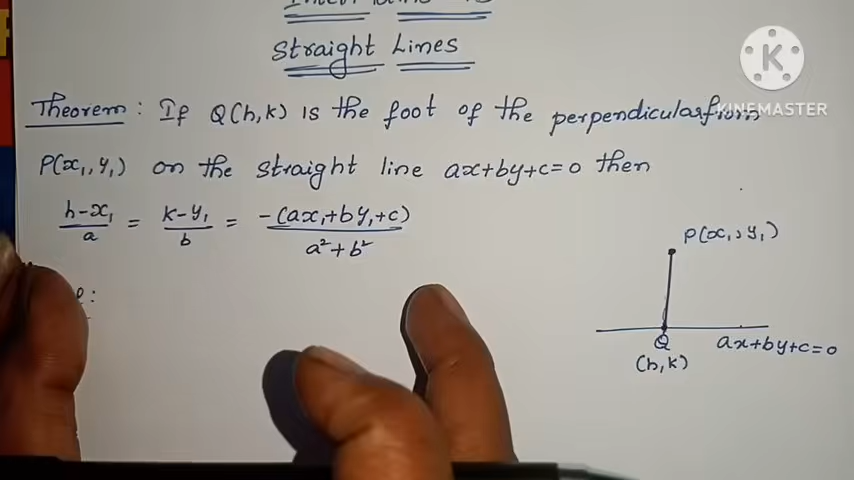 Straight Lines
Theorem: If Q(h,k) is the foot of the perpendicular from
P(x₁,y₁) on the straight line ax+by+c=0 then
h-x₁/a = k-y₁/b = -(ax₁+by₁+c)/a²+b²
P(x₁,y₁)
Q
(h,k)
ax+by+c=0
K
KINEMASTER